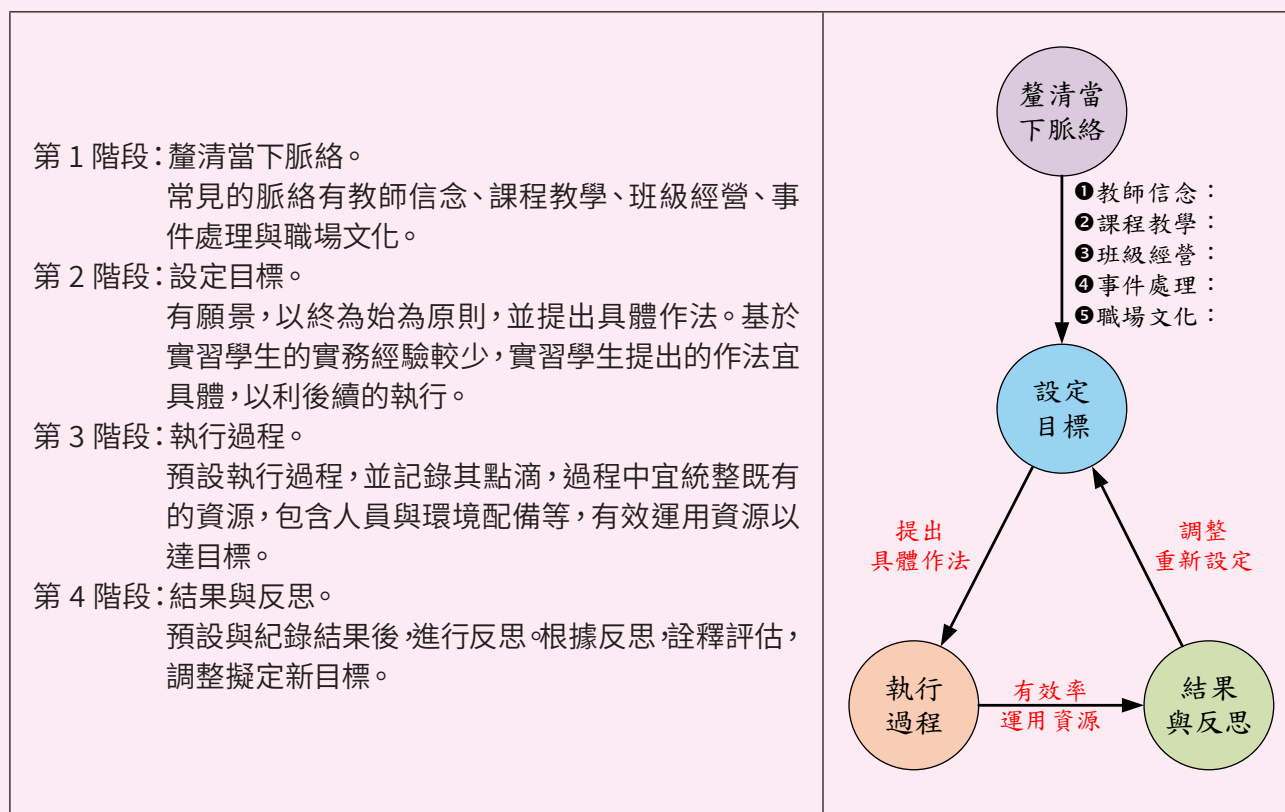 第 1 階段：釐清當下脈絡。
常見的脈絡有教師信念、課程教學、班級經營、事
件處理與職場文化。
第 2 階段：設定目標。
有願景，以終為始為原則，並提出具體作法。基於
實習學生的實務經驗較少，實習學生提出的作法宜
具體，以利後續的執行。
第 3 階段：執行過程。
預設執行過程，並記錄其點滴，過程中宜統整既有
的資源，包含人員與環境配備等，有效運用資源以
達目標。
第 4 階段：結果與反思。
預設與紀錄結果後，進行反思。根據反思，詮釋評估，
調整擬定新目標。
釐清當
下脈絡
❶教師信念：
❷課程教學：
❸班級經營：
❹事件處理：
❺職場文化：
設定
目標
提出
具體作法
調整
重新設定
執行
過程
有效率
運用資源
結果
與反思